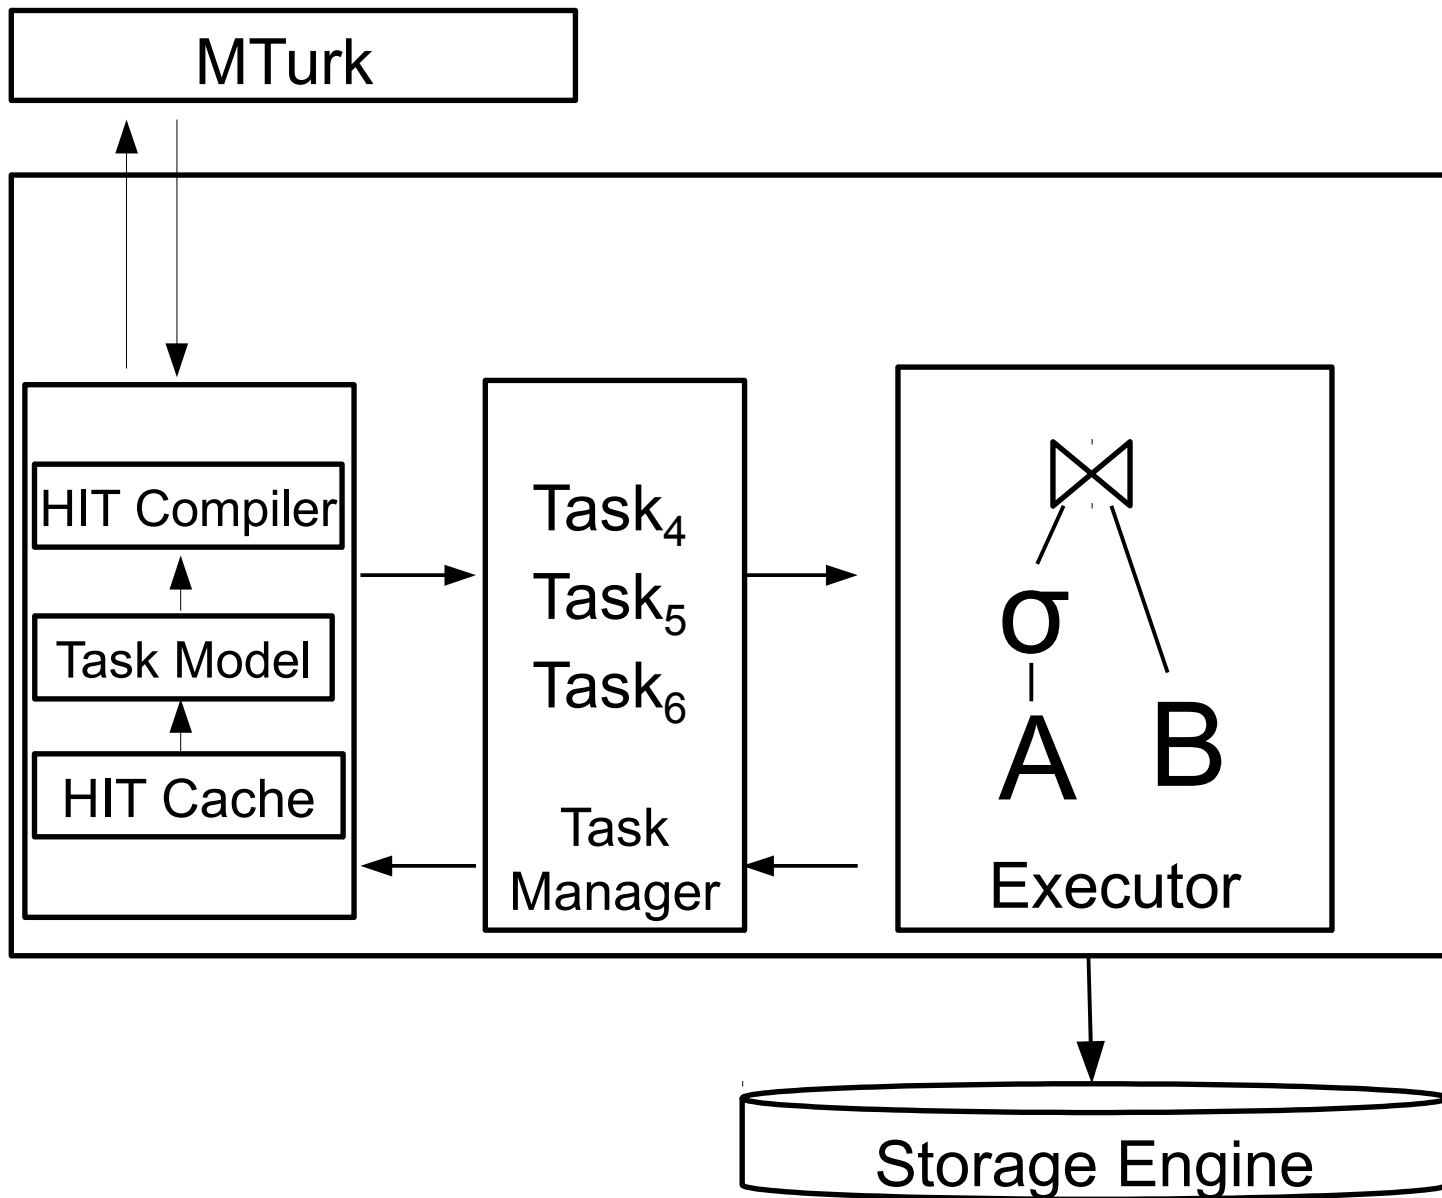 MTurk
HIT Compiler
Task Model
HIT Cache
Task₄
Task₅
Task₆
Task
Manager
⋈
σ
A
B
Executor
Storage Engine